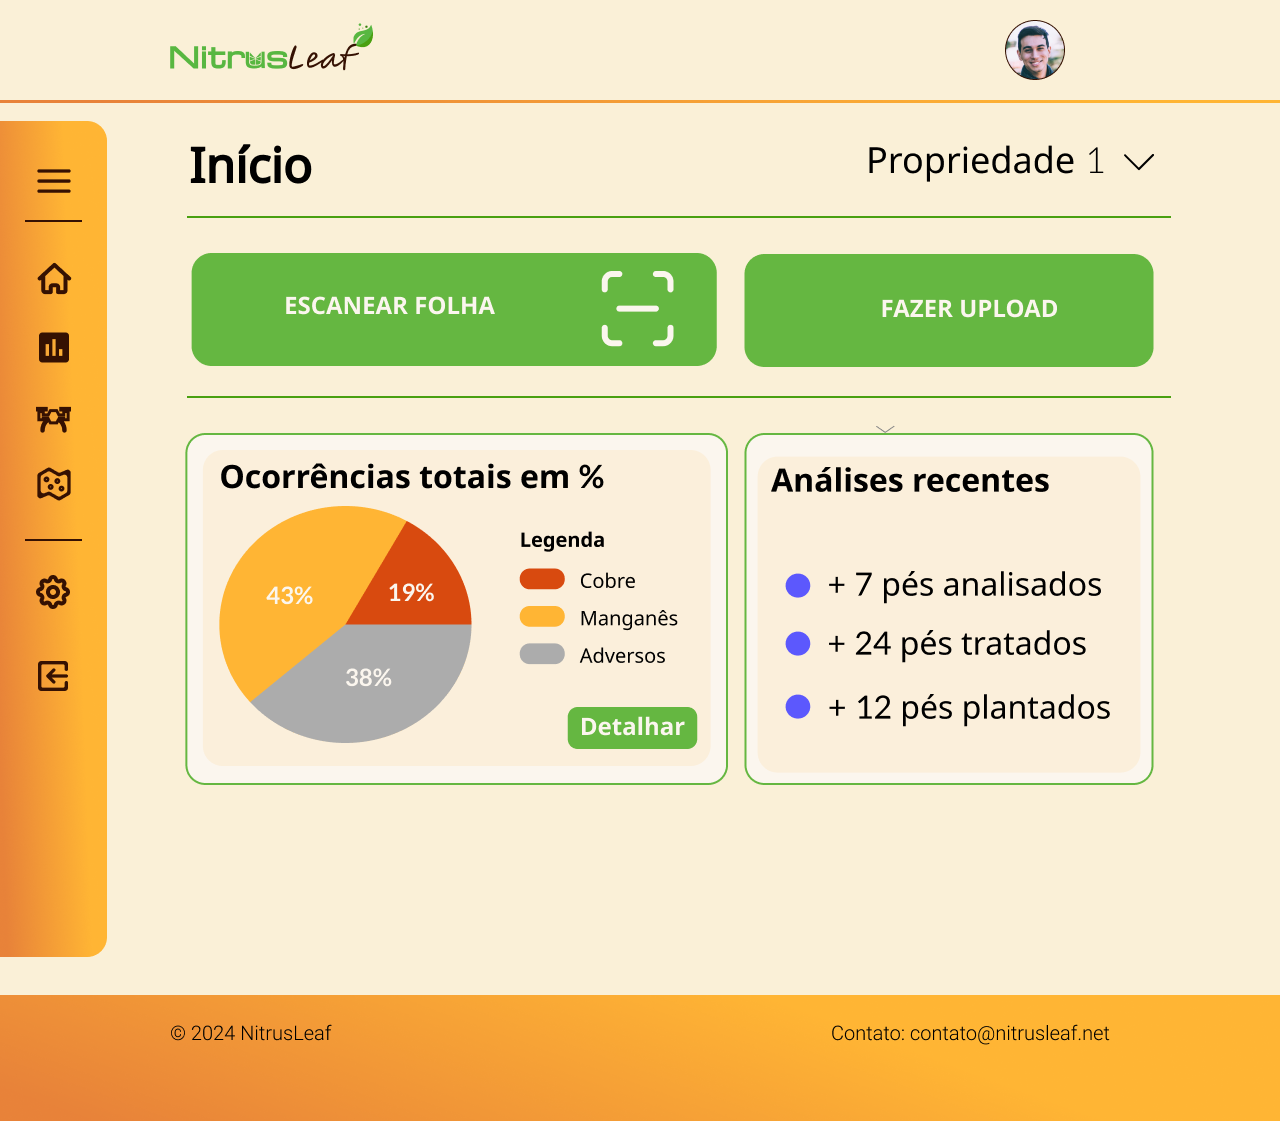 NitrusLeaf
Início
Propriedade 1
ESCANEAR FOLHA
FAZER UPLOAD
Ocorrências totais em %
43%
19%
38%
Legenda
Cobre
Manganês
Adversos
Detalhar
Análises recentes
+ 7 pés analisados
+ 24 pés tratados
+ 12 pés plantados
© 2024 NitrusLeaf
Contato: contato@nitrusleaf.net